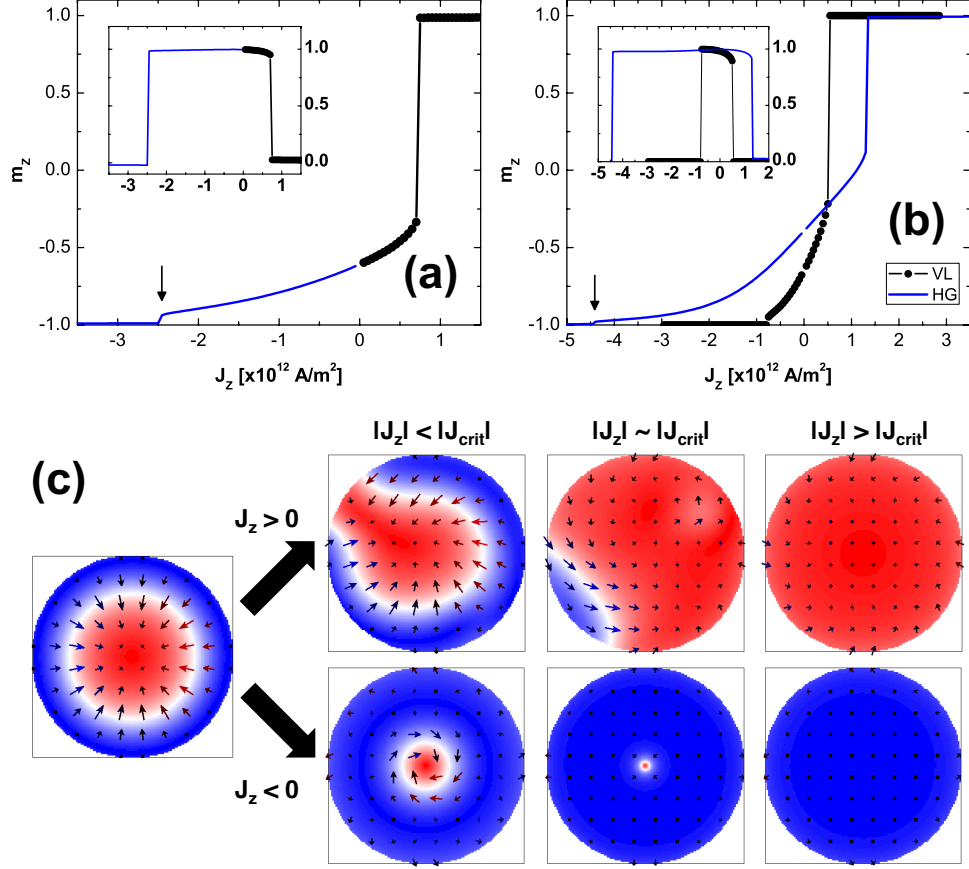 (a)
1.0
0.5
0.0
-0.5
-1.0
m_z
-3 -2 -1 0 1
J_z [x10^12 A/m^2]
1.0
0.5
0.0
-3 -2 -1 0 1
(b)
1.0
0.5
0.0
-0.5
-1.0
m_z
-5 -4 -3 -2 -1 0 1 2 3
J_z [x10^12 A/m^2]
1.0
0.5
0.0
-5 -4 -3 -2 -1 0 1 2
VL
HG
(c)
|J_z| < |J_crit|
|J_z| ~ |J_crit|
|J_z| > |J_crit|
J_z > 0
J_z < 0